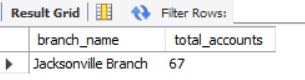 Result Grid Filter Rows:
branch_name total_accounts
Jacksonville Branch 67